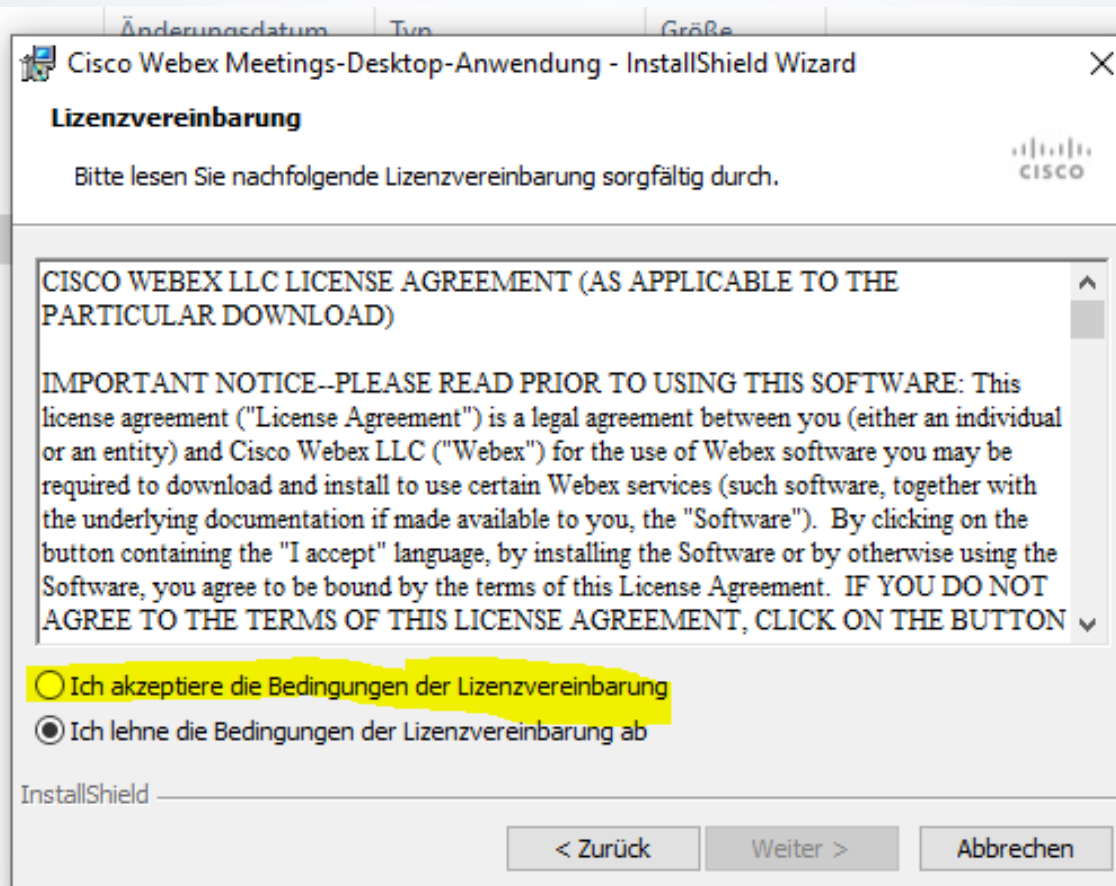 Änderungsdatum Typ Größe
Cisco Webex Meetings-Desktop-Anwendung - InstallShield Wizard
Lizenzvereinbarung
Bitte lesen Sie nachfolgende Lizenzvereinbarung sorgfältig durch.
CISCO
CISCO WEBEX LLC LICENSE AGREEMENT (AS APPLICABLE TO THE
PARTICULAR DOWNLOAD)
IMPORTANT NOTICE--PLEASE READ PRIOR TO USING THIS SOFTWARE: This
license agreement ("License Agreement") is a legal agreement between you (either an individual
or an entity) and Cisco Webex LLC ("Webex") for the use of Webex software you may be
required to download and install to use certain Webex services (such software, together with
the underlying documentation if made available to you, the "Software"). By clicking on the
button containing the "I accept" language, by installing the Software or by otherwise using the
Software, you agree to be bound by the terms of this License Agreement. IF YOU DO NOT
AGREE TO THE TERMS OF THIS LICENSE AGREEMENT, CLICK ON THE BUTTON
Ich akzeptiere die Bedingungen der Lizenzvereinbarung
Ich lehne die Bedingungen der Lizenzvereinbarung ab
InstallShield
< Zurück Weiter > Abbrechen